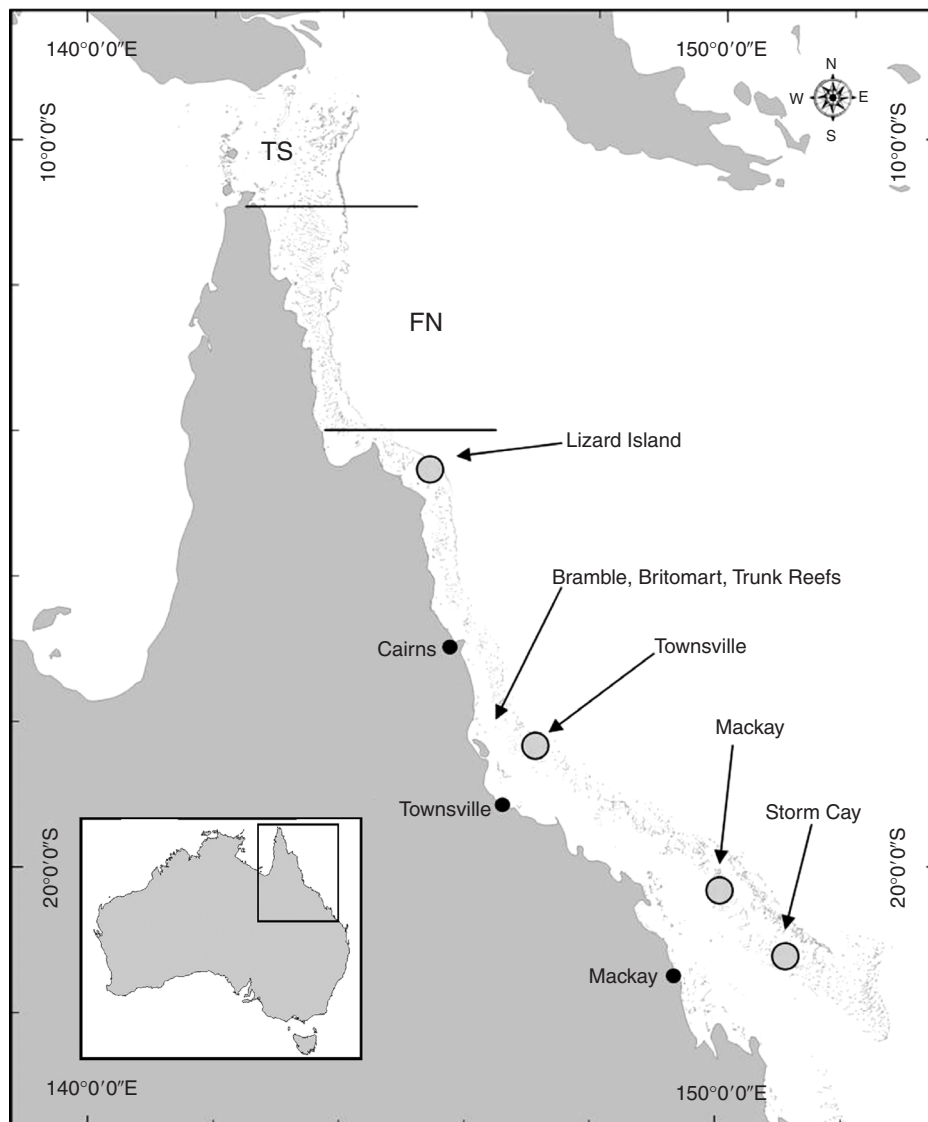 140°0′0″E
150°0′0″E
N
W
E
S
10°0′0″S
10°0′0″S
TS
FN
Lizard Island
Bramble, Britomart, Trunk Reefs
Cairns
Townsville
Mackay
Townsville
Storm Cay
20°0′0″S
20°0′0″S
Mackay
140°0′0″E
150°0′0″E